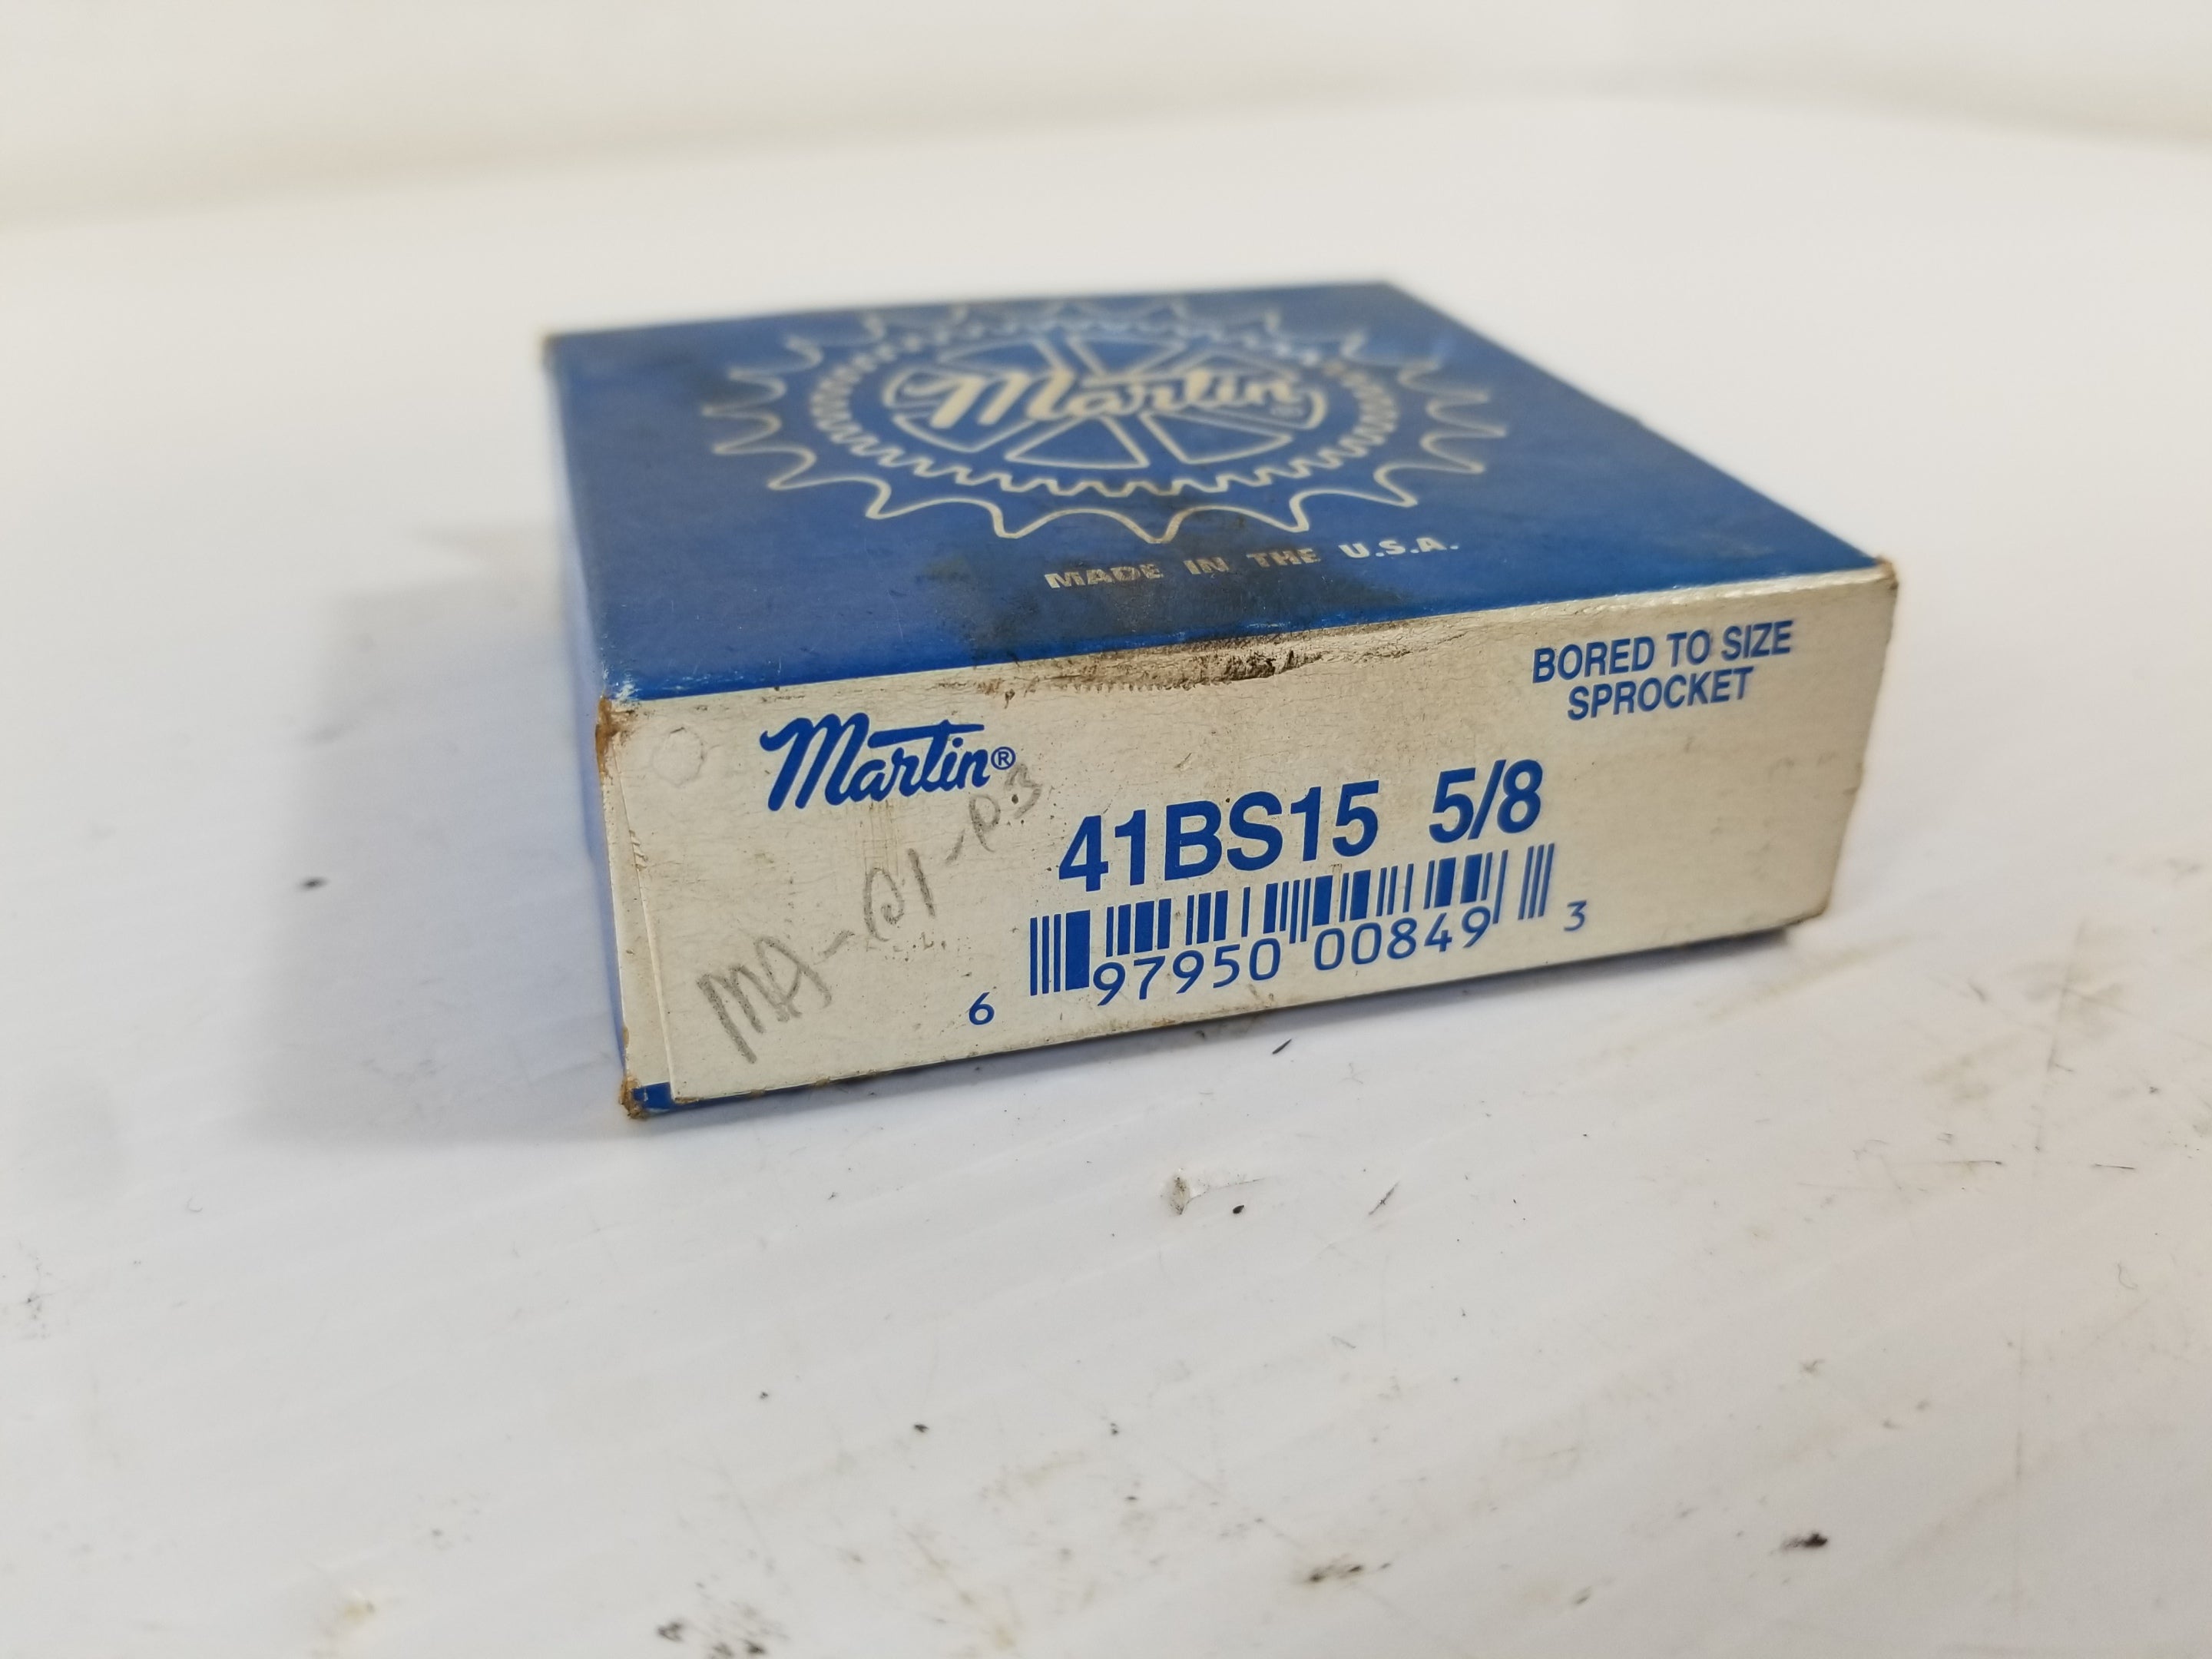 Martin®
MADE IN THE U.S.A.
BORED TO SIZE
SPROCKET
Martin®
41BS15 5/8
6 97950 00849 3